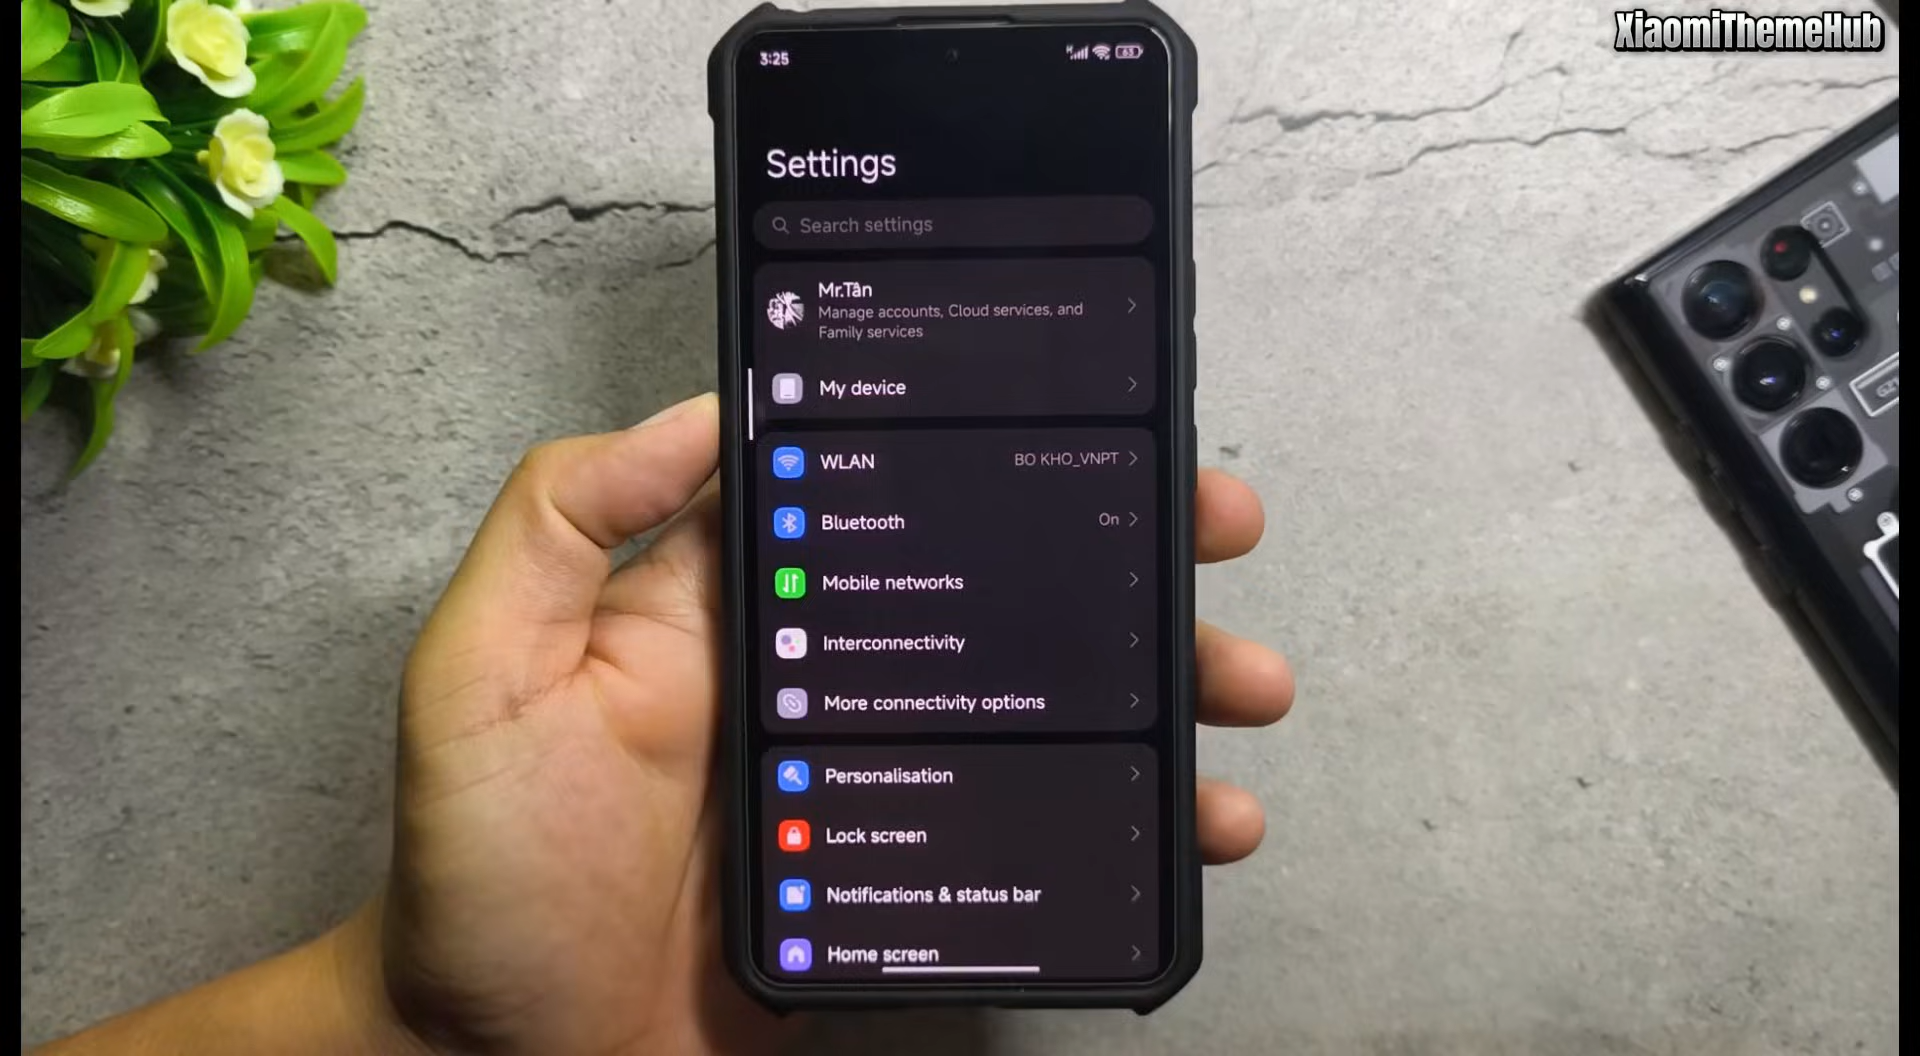 XiaomiThemeHub
3:25
63
Settings
Search settings
Mr.Tân
Manage accounts, Cloud services, and
Family services
My device
WLAN
BO KHO_VNPT
Bluetooth
On
Mobile networks
Interconnectivity
More connectivity options
Personalisation
Lock screen
Notifications & status bar
Home screen